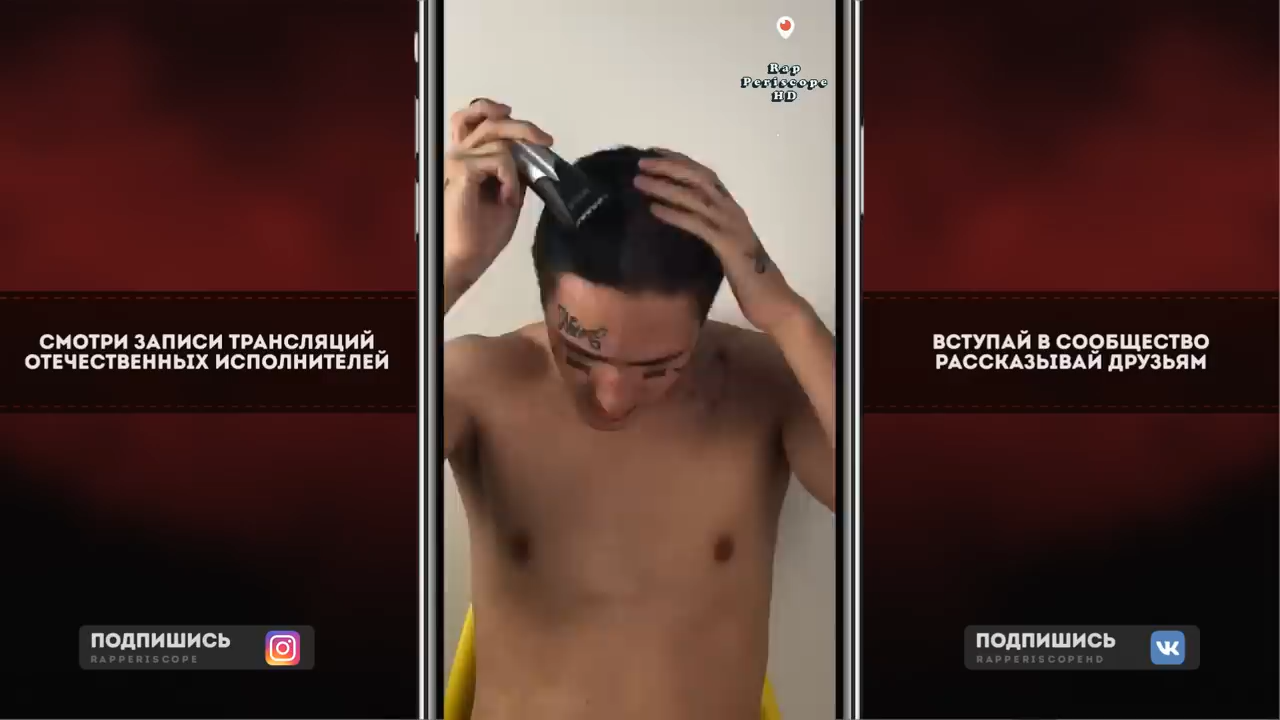 Rap
Periscope
HD
СМОТРИ ЗАПИСИ ТРАНСЛЯЦИЙ
ОТЕЧЕСТВЕННЫХ ИСПОЛНИТЕЛЕЙ
ВСТУПАЙ В СООБЩЕСТВО
РАССКАЗЫВАЙ ДРУЗЬЯМ
ПОДПИШИСЬ
RAPPERISCOPE
ПОДПИШИСЬ
RAPPERISCOPEHD